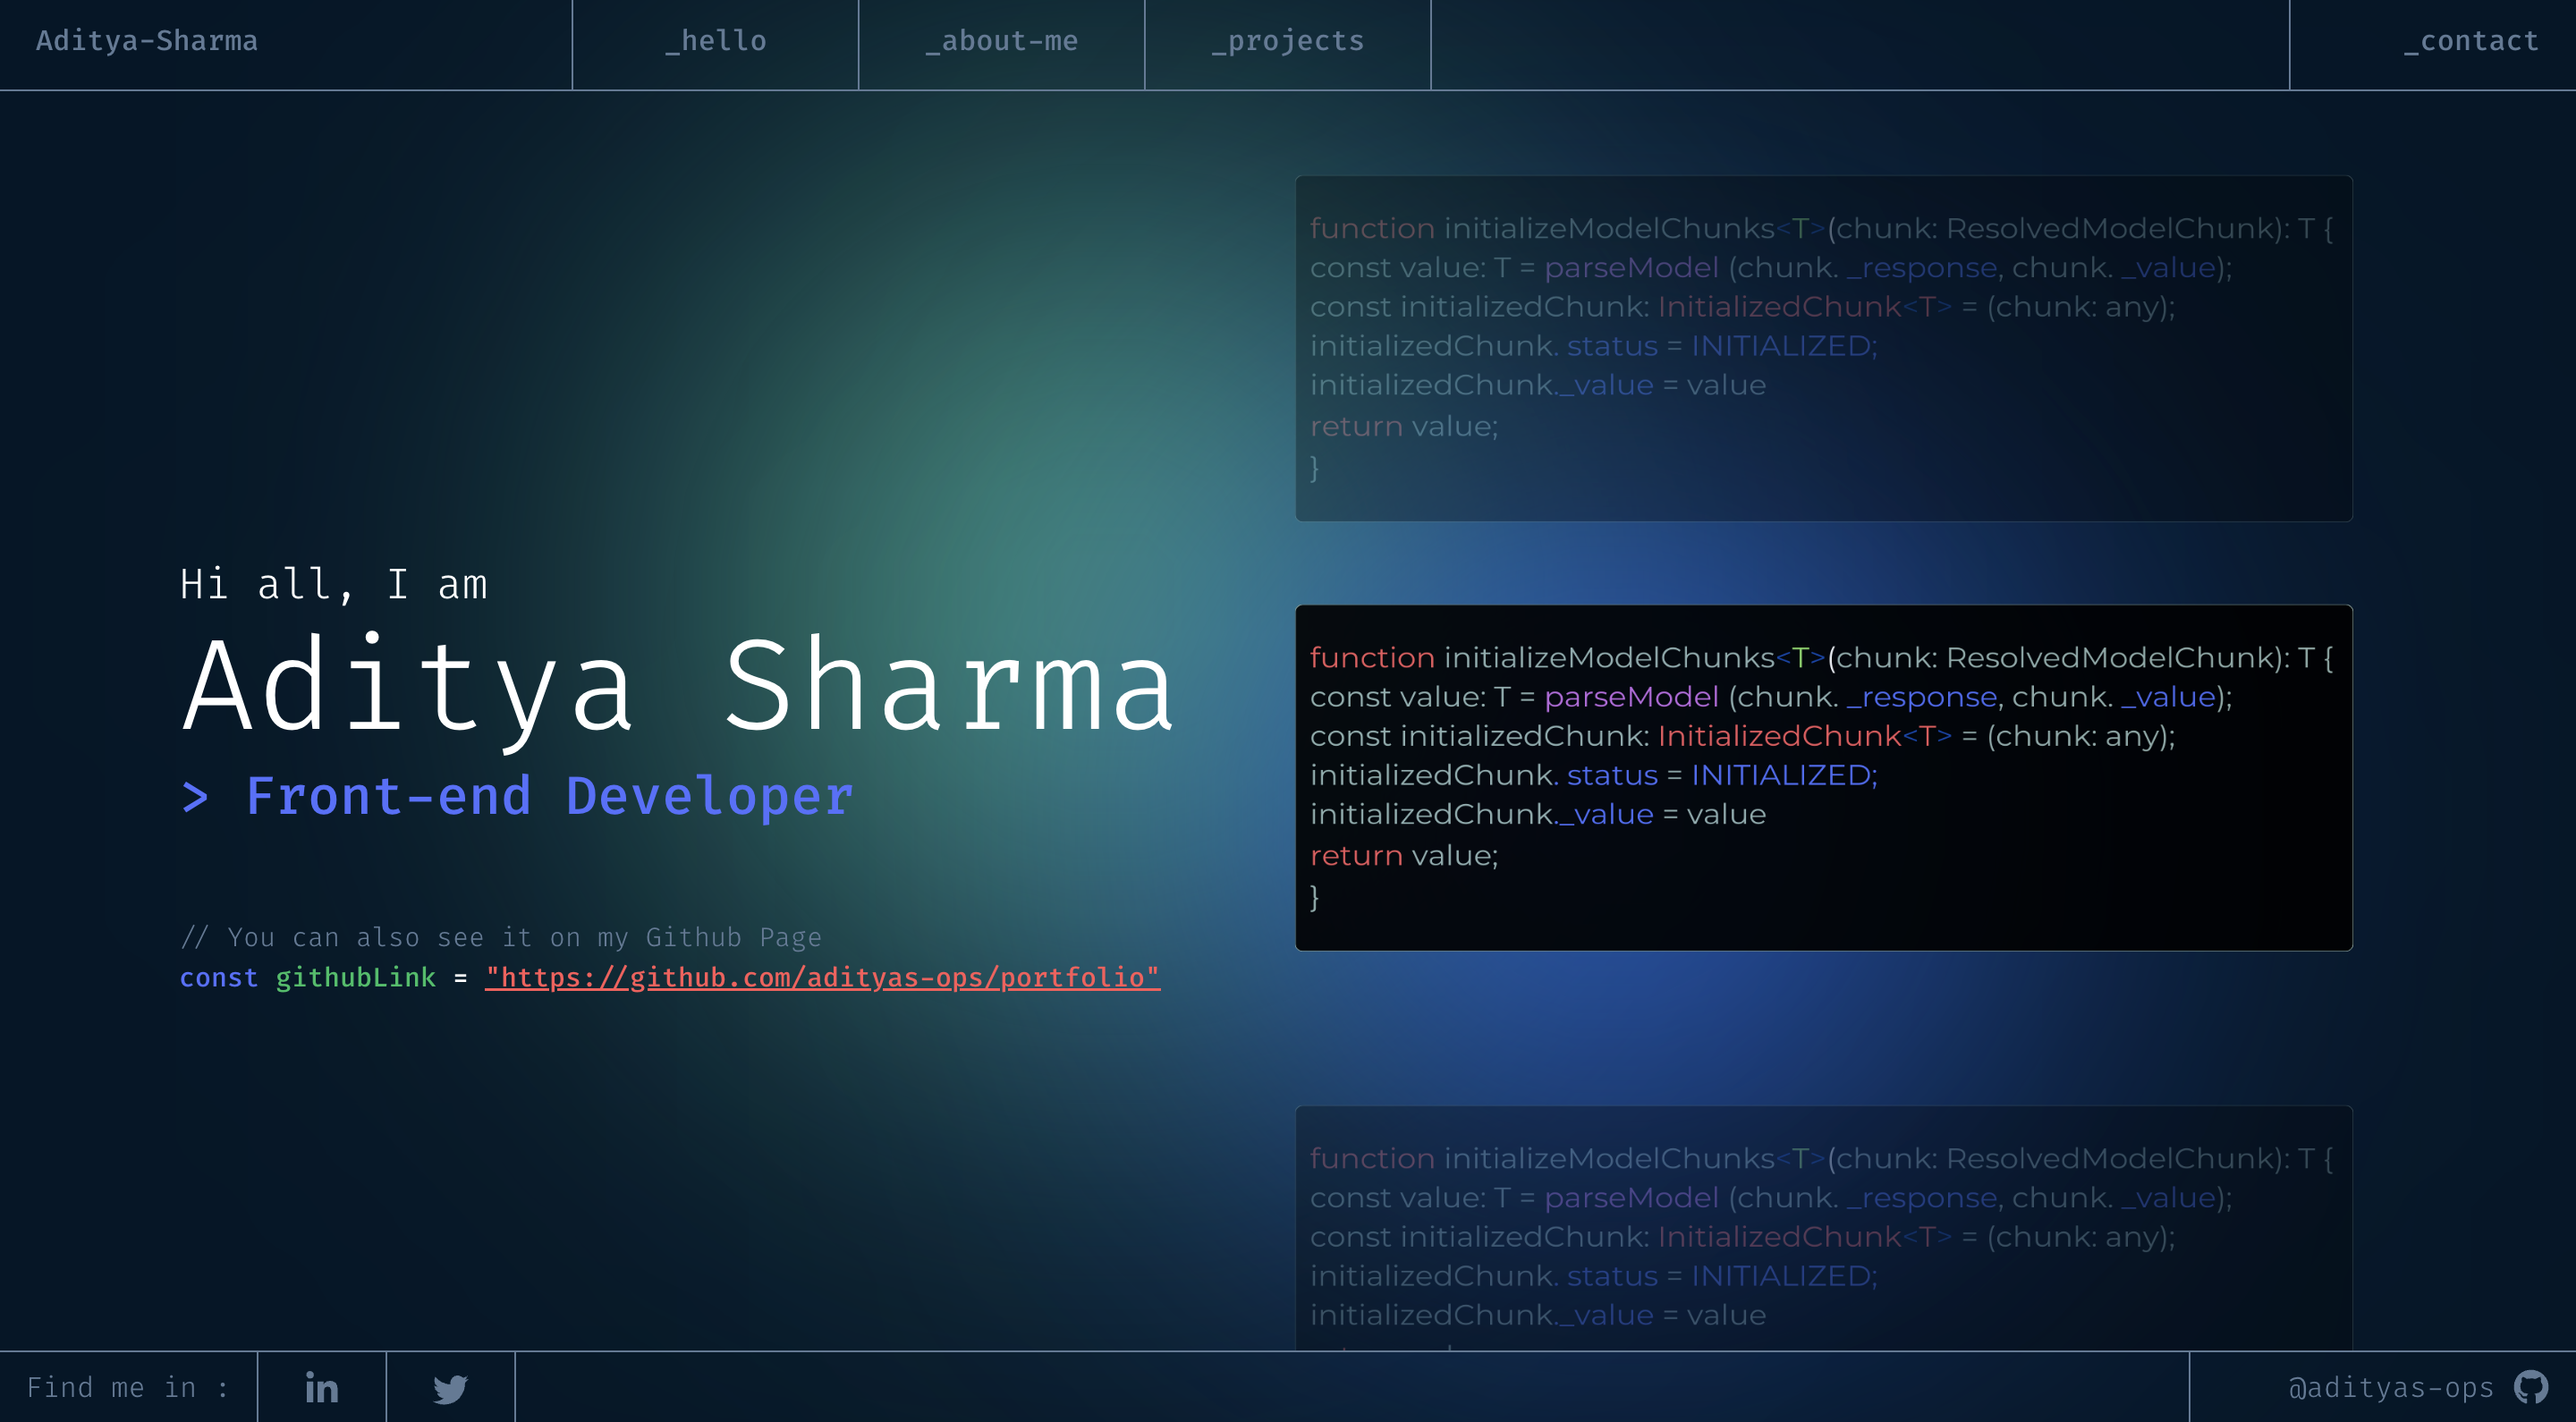 Aditya-Sharma
_hello
_about-me
_projects
_contact
Hi all, I am
Aditya Sharma
> Front-end Developer
// You can also see it on my Github Page
const githubLink = "https://github.com/adityas-ops/portfolio"
function initializeModelChunks<T>(chunk: ResolvedModelChunk): T {
const value: T = parseModel (chunk. _response, chunk. _value);
const initializedChunk: InitializedChunk<T> = (chunk: any);
initializedChunk. status = INITIALIZED;
initializedChunk._value = value
return value;
}
function initializeModelChunks<T>(chunk: ResolvedModelChunk): T {
const value: T = parseModel (chunk. _response, chunk. _value);
const initializedChunk: InitializedChunk<T> = (chunk: any);
initializedChunk. status = INITIALIZED;
initializedChunk._value = value
return value;
}
function initializeModelChunks<T>(chunk: ResolvedModelChunk): T {
const value: T = parseModel (chunk. _response, chunk. _value);
const initializedChunk: InitializedChunk<T> = (chunk: any);
initializedChunk. status = INITIALIZED;
initializedChunk._value = value
Find me in :
in
@adityas-ops